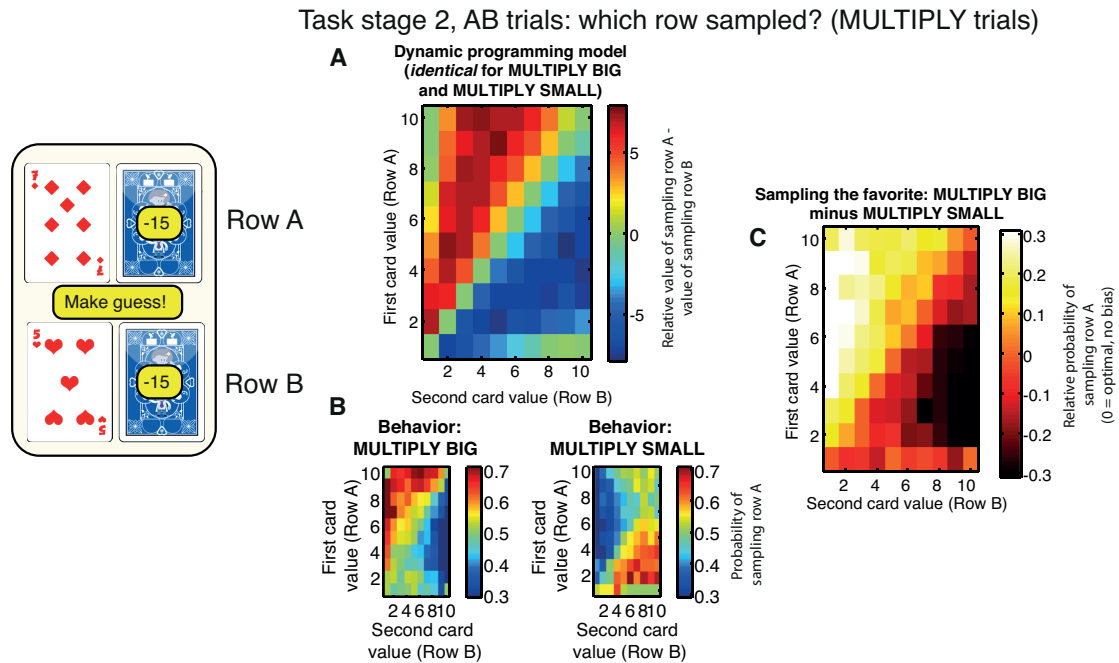 Task stage 2, AB trials: which row sampled? (MULTIPLY trials)
7
-15
7
Row A
Make guess!
5
-15
5
Row B
A
Dynamic programming model
(identical for MULTIPLY BIG
and MULTIPLY SMALL)
First card value (Row A)
10
8
6
4
2
2 4 6 8 10
Second card value (Row B)
5
0
-5
Relative value of sampling row A -
value of sampling row B
B
Behavior:
MULTIPLY BIG
First card
value (Row A)
10
8
6
4
2
2 4 6 8 10
Second card
value (Row B)
0.7
0.6
0.5
0.4
0.3
Behavior:
MULTIPLY SMALL
First card
value (Row A)
10
8
6
4
2
2 4 6 8 10
Second card
value (Row B)
0.7
0.6
0.5
0.4
0.3
Probability of
sampling row A
Sampling the favorite: MULTIPLY BIG
minus MULTIPLY SMALL
C
First card value (Row A)
10
8
6
4
2
2 4 6 8 10
Second card value (Row B)
0.3
0.2
0.1
0
-0.1
-0.2
-0.3
Relative probability of
sampling row A
(0 = optimal, no bias)